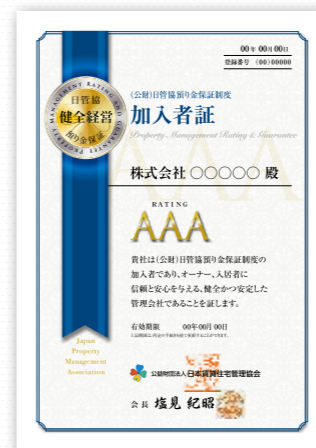 00年 00月 00日
登録番号 (00) 00000
PROPERTY MANAGEMENT RATING AND GUARANTEE
日管協
健全経営
預り金保証
(公財)日管協預り金保証制度
加入者証
Property Management Rating & Guarantee
株式会社 ○○○○○ 殿
RATING
AAA
貴社は(公財)日管協預り金保証制度の
加入者であり、オーナー、入居者に
信頼と安心を与える、健全かつ安定した
管理会社であることを証します。
有効期限 00年00月00日
Japan
Property
Management
Association
公益財団法人日本賃貸住宅管理協会
会長 塩見 紀昭